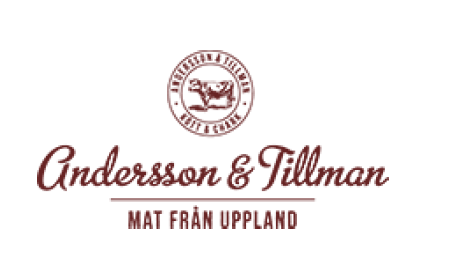 ANDERSSON & TILLMAN
KÖTT & CHARK
Andersson & Tillman
MAT FRÅN UPPLAND